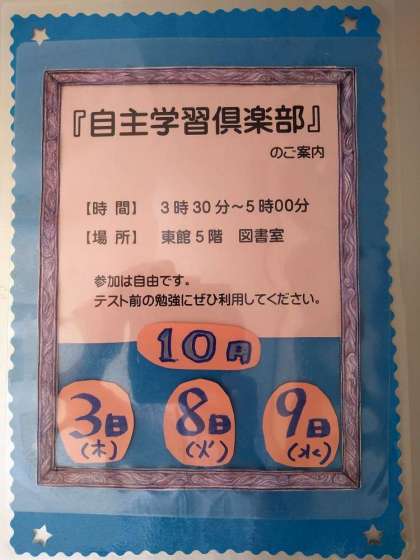 『自主学習倶楽部』
のご案内
【時　間】　３時３０分～５時００分
【場　所】　東館５階　図書室
参加は自由です。
テスト前の勉強にぜひ利用してください。
10月
3日 8日 9日
(木) (火) (水)